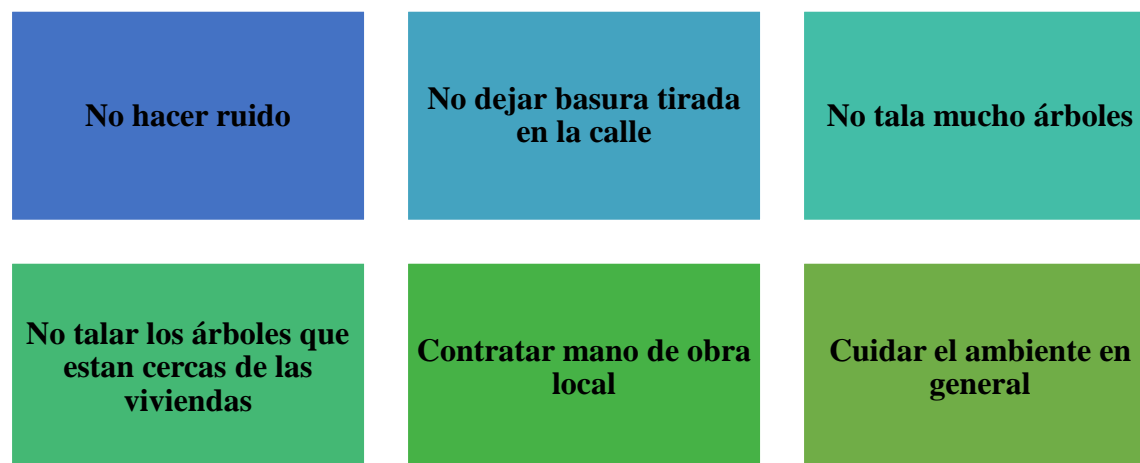 No hacer ruido
No dejar basura tirada
en la calle
No tala mucho árboles
No talar los árboles que
estan cercas de las
viviendas
Contratar mano de obra
local
Cuidar el ambiente en
general